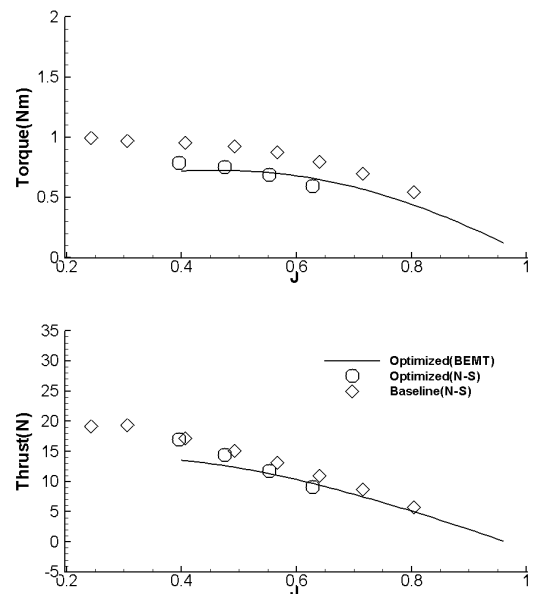 2
1.5
1
0.5
0
Torque(Nm)
0.2 0.4 0.6 0.8 1
J
35
30
25
20
15
10
5
0
-5
Thrust(N)
Optimized(BEMT)
Optimized(N-S)
Baseline(N-S)
0.2 0.4 0.6 0.8 1
J